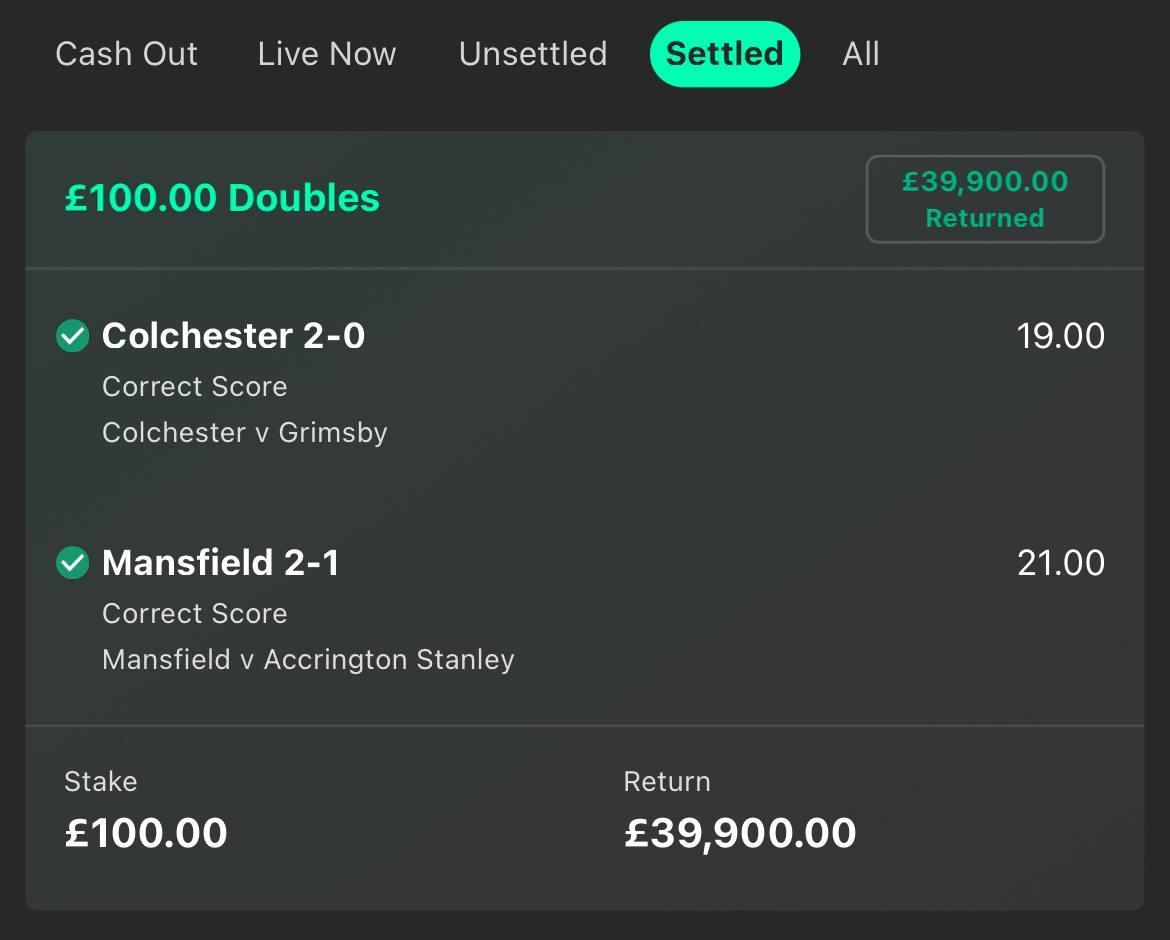 Cash Out Live Now Unsettled Settled All
£100.00 Doubles
£39,900.00
Returned
Colchester 2-0 19.00
Correct Score
Colchester v Grimsby
Mansfield 2-1 21.00
Correct Score
Mansfield v Accrington Stanley
Stake Return
£100.00 £39,900.00